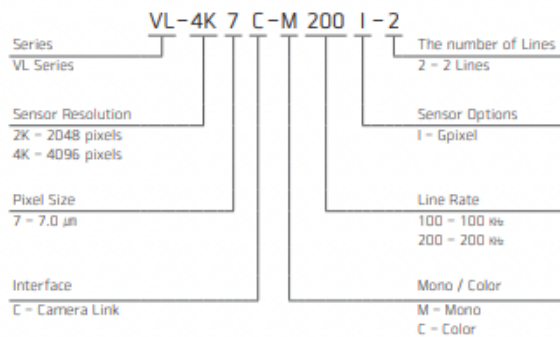 VL-4K 7 C-M 200 I-2
Series
VL Series
The number of Lines
2 - 2 Lines
Sensor Resolution
2K - 2048 pixels
4K - 4096 pixels
Sensor Options
I - Gpixel
Pixel Size
7 - 7.0 μm
Line Rate
100 - 100 KHz
200 - 200 KHz
Interface
C - Camera Link
Mono / Color
M - Mono
C - Color